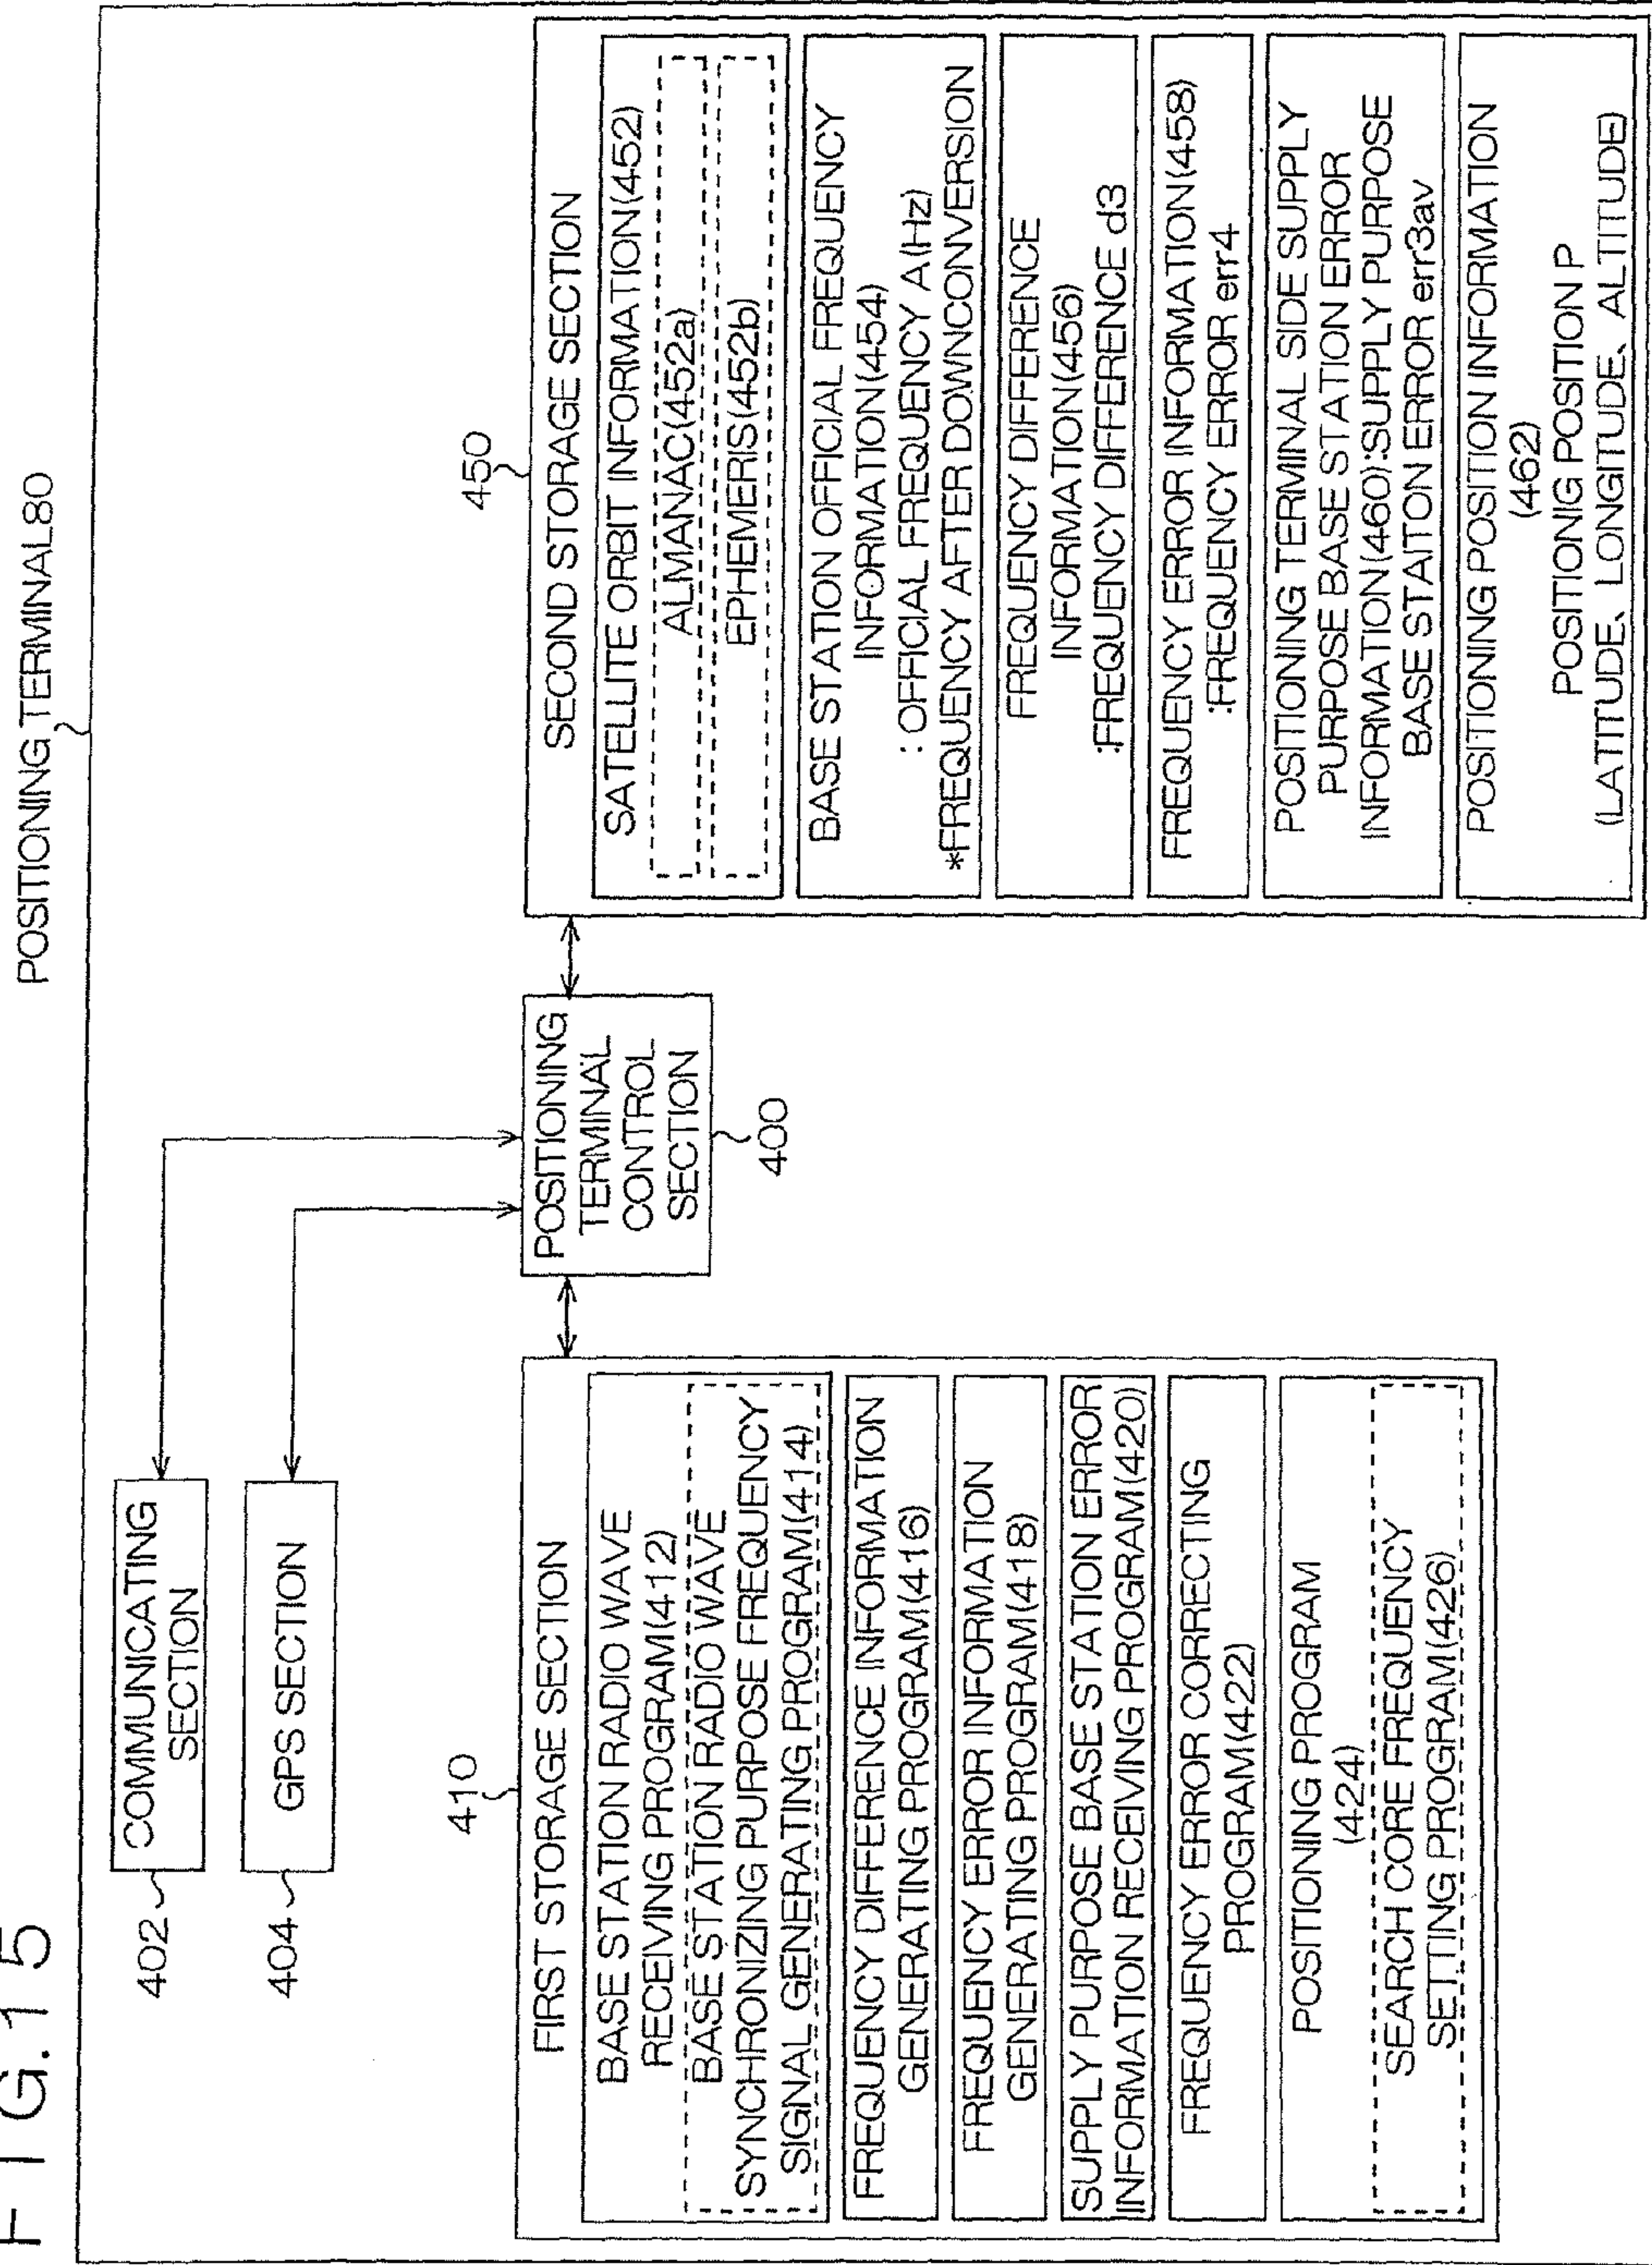 FIG.15
POSITIONING TERMINAL80
402
COMMUNICATING
SECTION
404
GPS SECTION
POSITIONING
TERMINAL
CONTROL
SECTION
400
410
FIRST STORAGE SECTION
BASE STATION RADIO WAVE
RECEIVING PROGRAM(412)
BASE STATION RADIO WAVE
SYNCHRONIZING PURPOSE FREQUENCY
SIGNAL GENERATING PROGRAM(414)
FREQUENCY DIFFERENCE INFORMATION
GENERATING PROGRAM(416)
FREQUENCY ERROR INFORMATION
GENERATING PROGRAM(418)
SUPPLY PURPOSE BASE STATION ERROR
INFORMATION RECEIVING PROGRAM(420)
FREQUENCY ERROR CORRECTING
PROGRAM(422)
POSITIONING PROGRAM
(424)
SEARCH CORE FREQUENCY
SETTING PROGRAM(426)
450
SECOND STORAGE SECTION
SATELLITE ORBIT INFORMATION(452)
ALMANAC(452a)
EPHEMERIS(452b)
BASE STATION OFFICIAL FREQUENCY
INFORMATION(454)
: OFFICIAL FREQUENCY A(Hz)
*FREQUENCY AFTER DOWNCONVERSION
FREQUENCY DIFFERENCE
INFORMATION(456)
:FREQUENCY DIFFERENCE d3
FREQUENCY ERROR INFORMATION(458)
:FREQUENCY ERROR err4
POSITIONING TERMINAL SIDE SUPPLY
PURPOSE BASE STATION ERROR
INFORMATION(460):SUPPLY PURPOSE
BASE STAITON ERROR err3av
POSITIONING POSITION INFORMATION
(462)
POSITIONIG POSITION P
(LATITUDE、LONGITUDE、ALTITUDE)